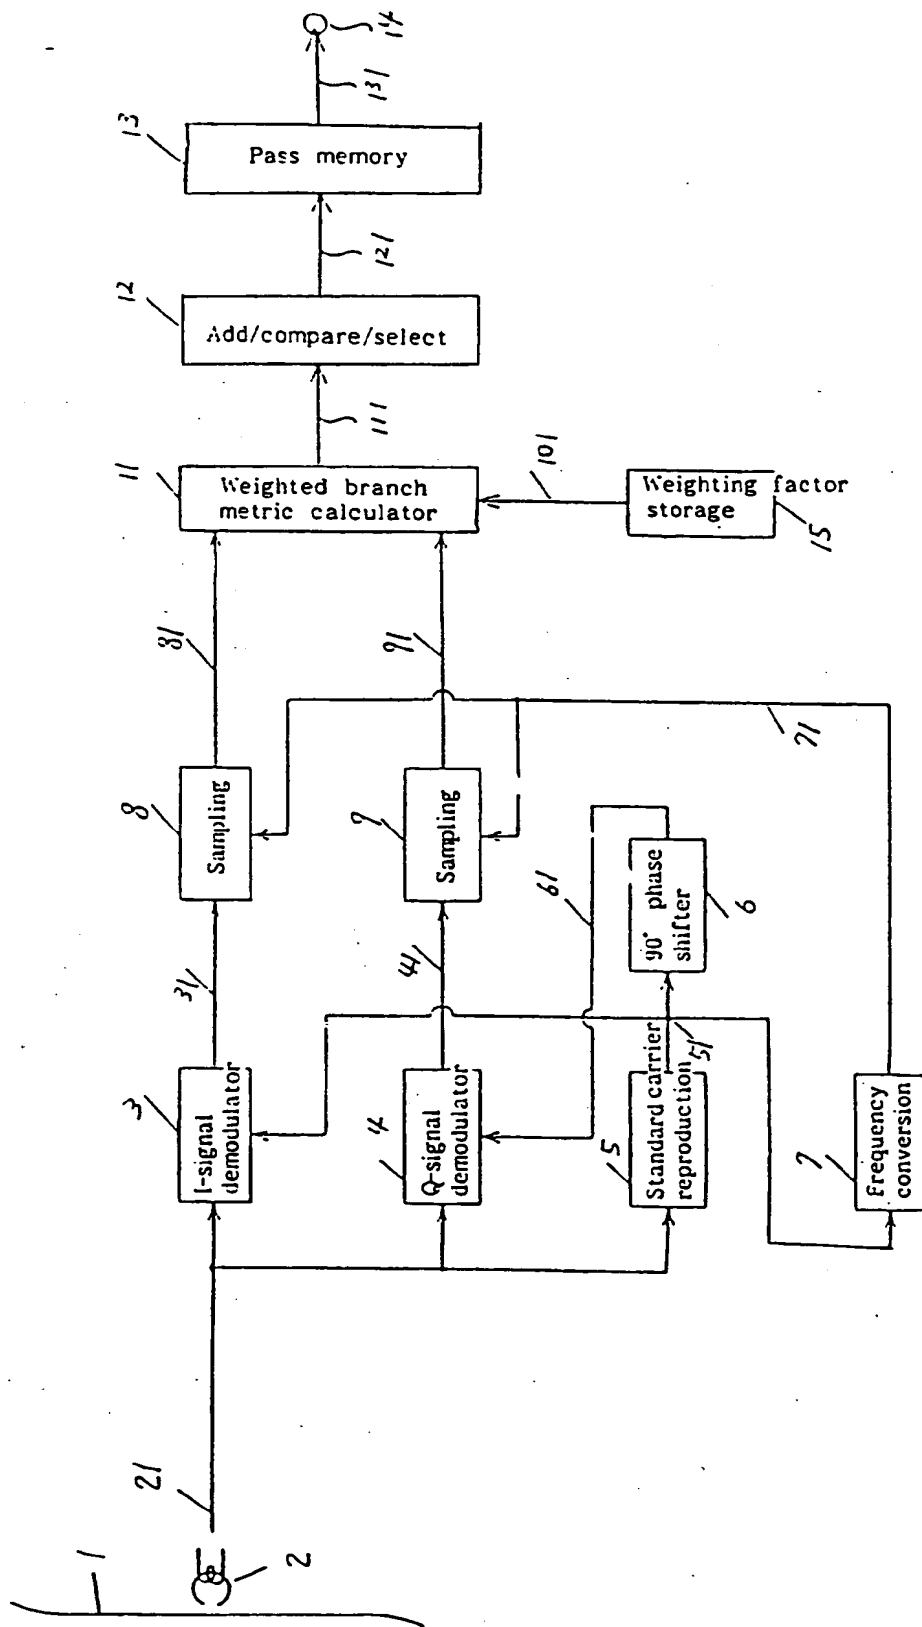 14
131
13
Pass memory
121
12
Add/compare/select
111
11
Weighted branch
metric calculator
101
Weighting factor
storage
15
81
91
71
8
Sampling
9
Sampling
61
90° phase
shifter
6
31
41
51
3
I-signal
demodulator
4
Q-signal
demodulator
5
Standard carrier
reproduction
7
Frequency
conversion
21
1
2